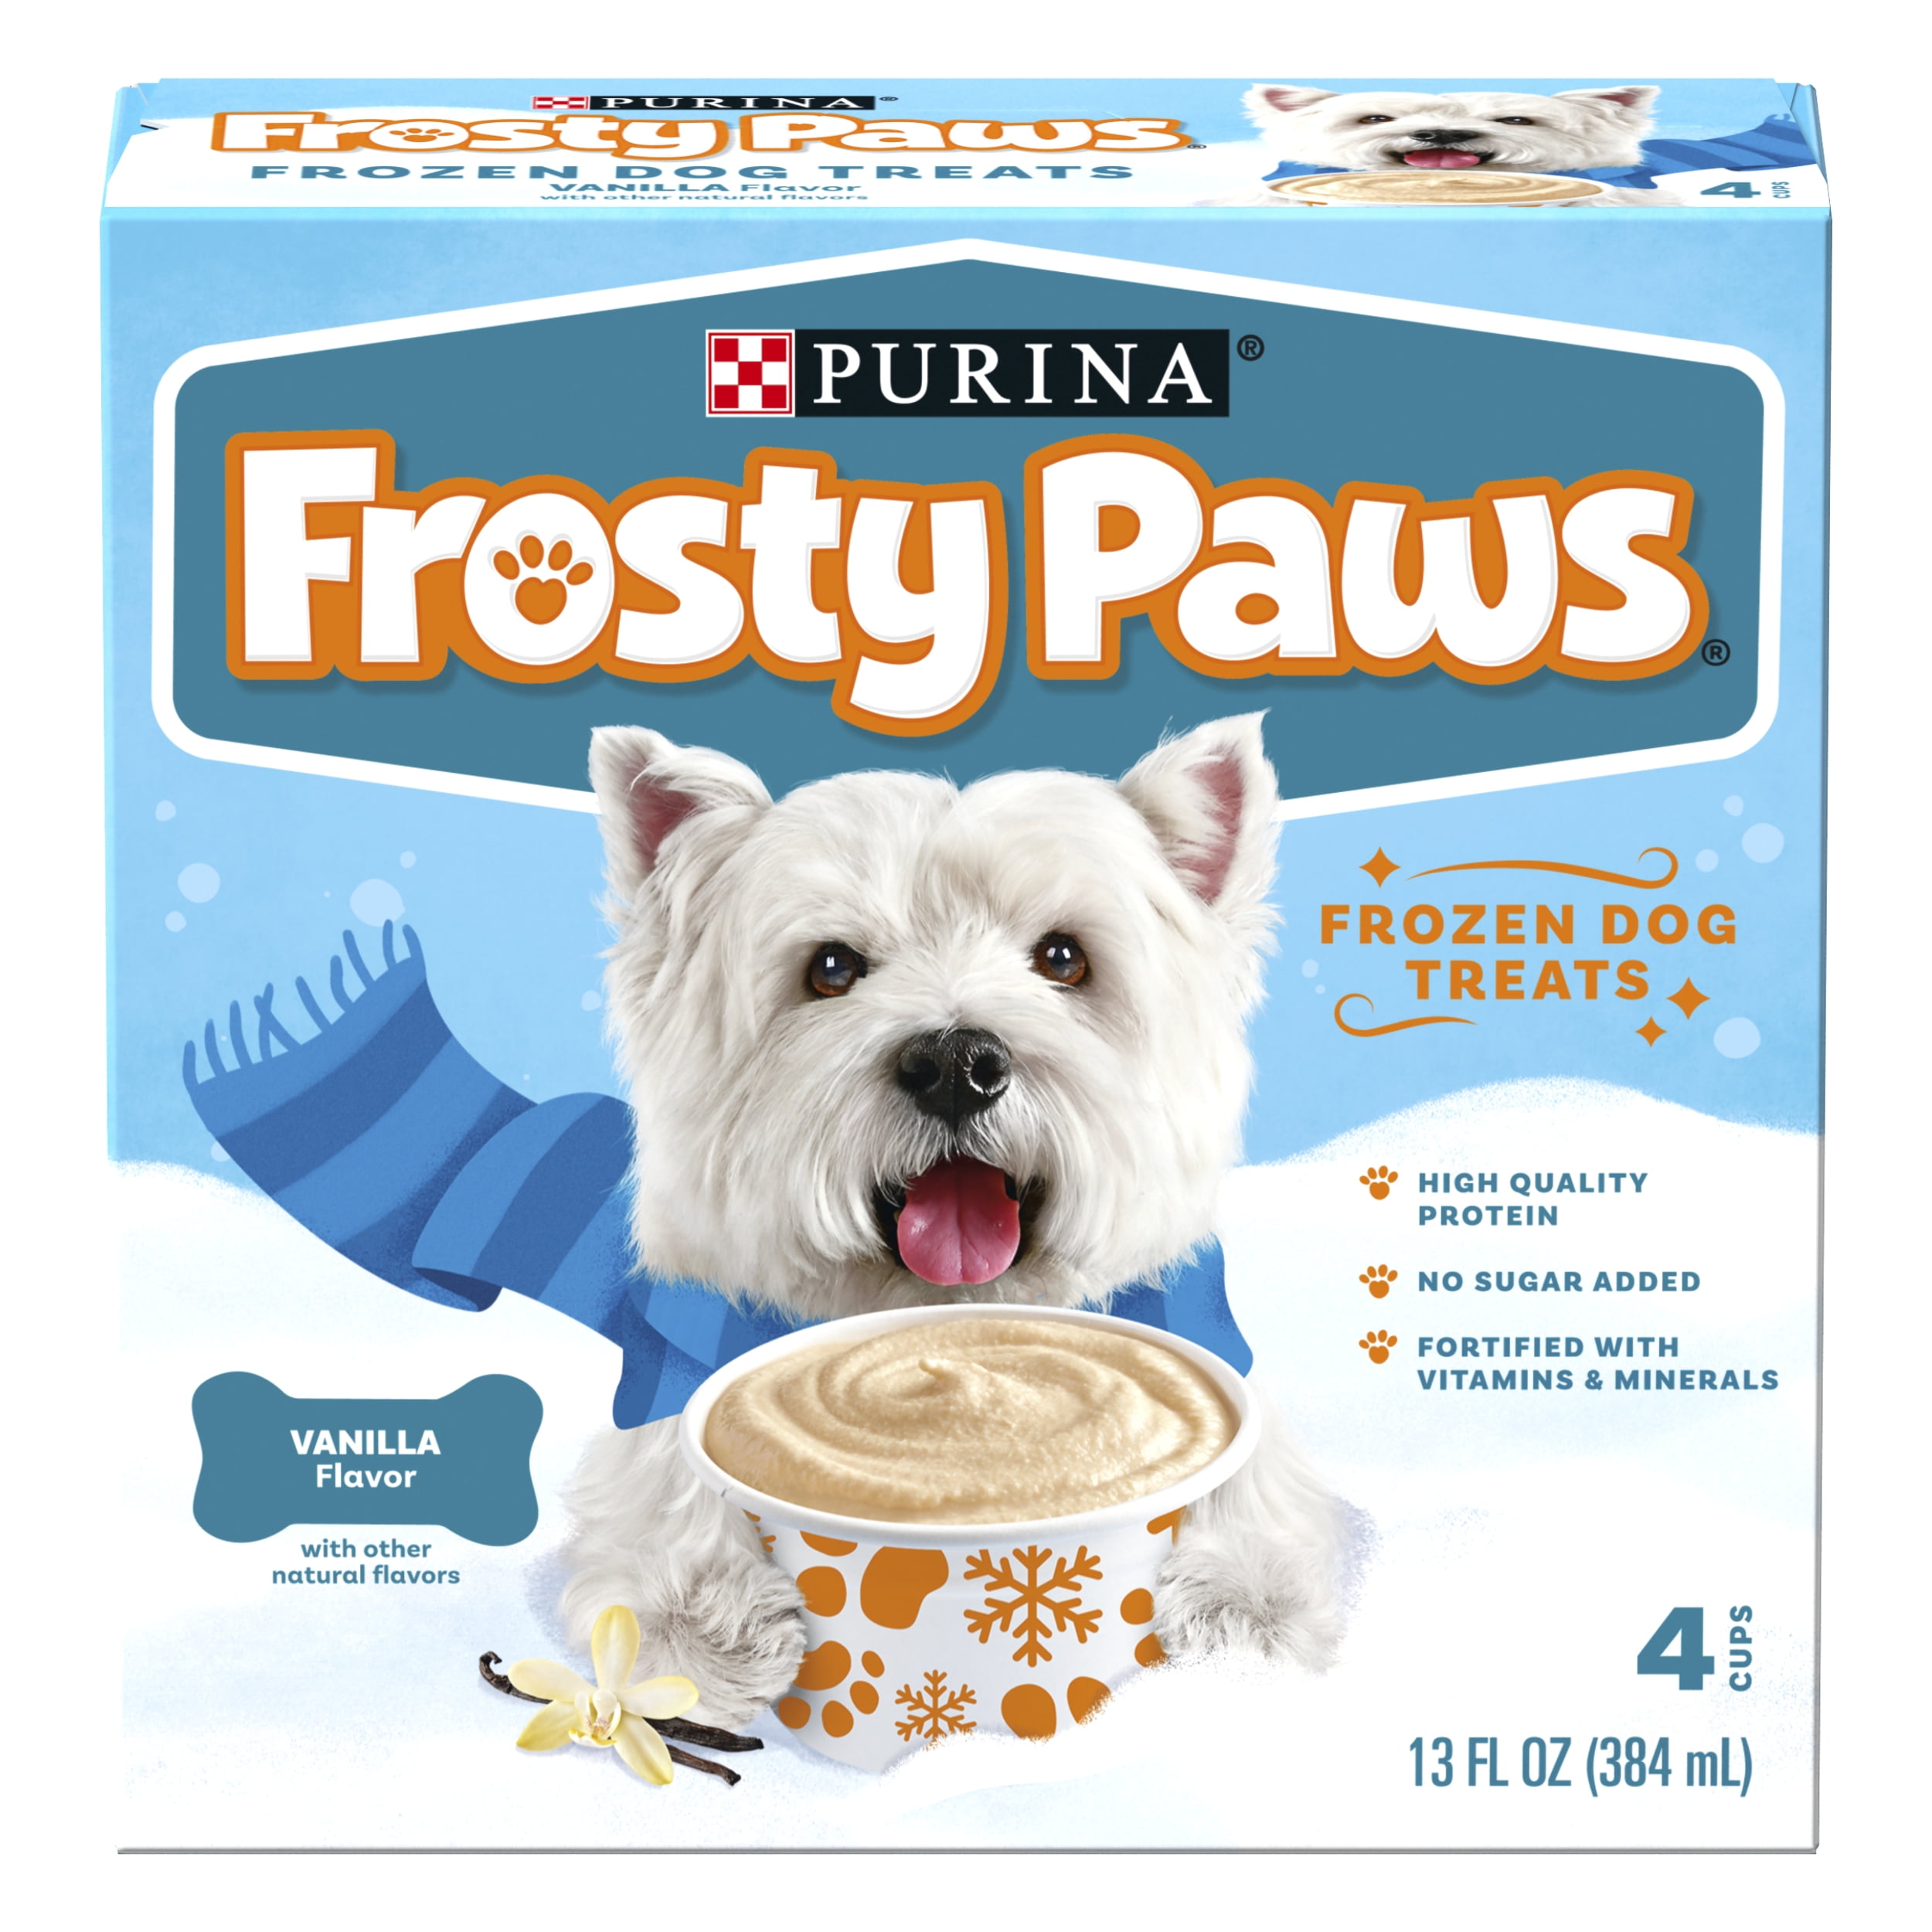 PURINA
Frosty Paws®
FROZEN DOG TREATS
VANILLA Flavor
with other natural flavors
4 CUPS
PURINA®
Frosty Paws®
FROZEN DOG
TREATS
HIGH QUALITY
PROTEIN
NO SUGAR ADDED
FORTIFIED WITH
VITAMINS & MINERALS
VANILLA
Flavor
with other
natural flavors
4 CUPS
13 FL OZ (384 mL)